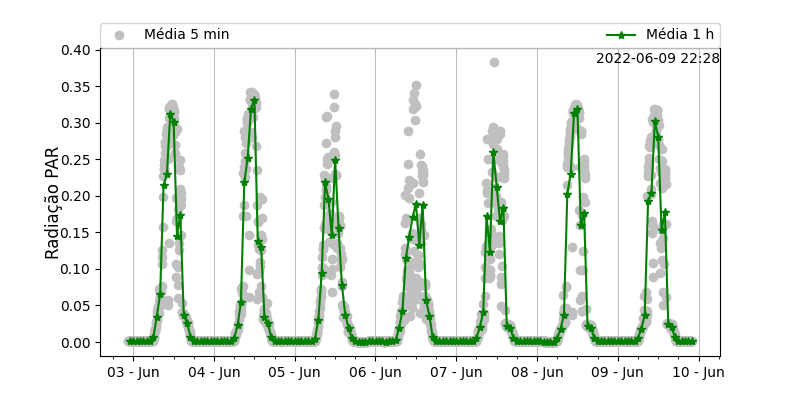 Média 5 min
Média 1 h
2022-06-09 22:28
Radiação PAR
0.40
0.35
0.30
0.25
0.20
0.15
0.10
0.05
0.00
03 - Jun
04 - Jun
05 - Jun
06 - Jun
07 - Jun
08 - Jun
09 - Jun
10 - Jun